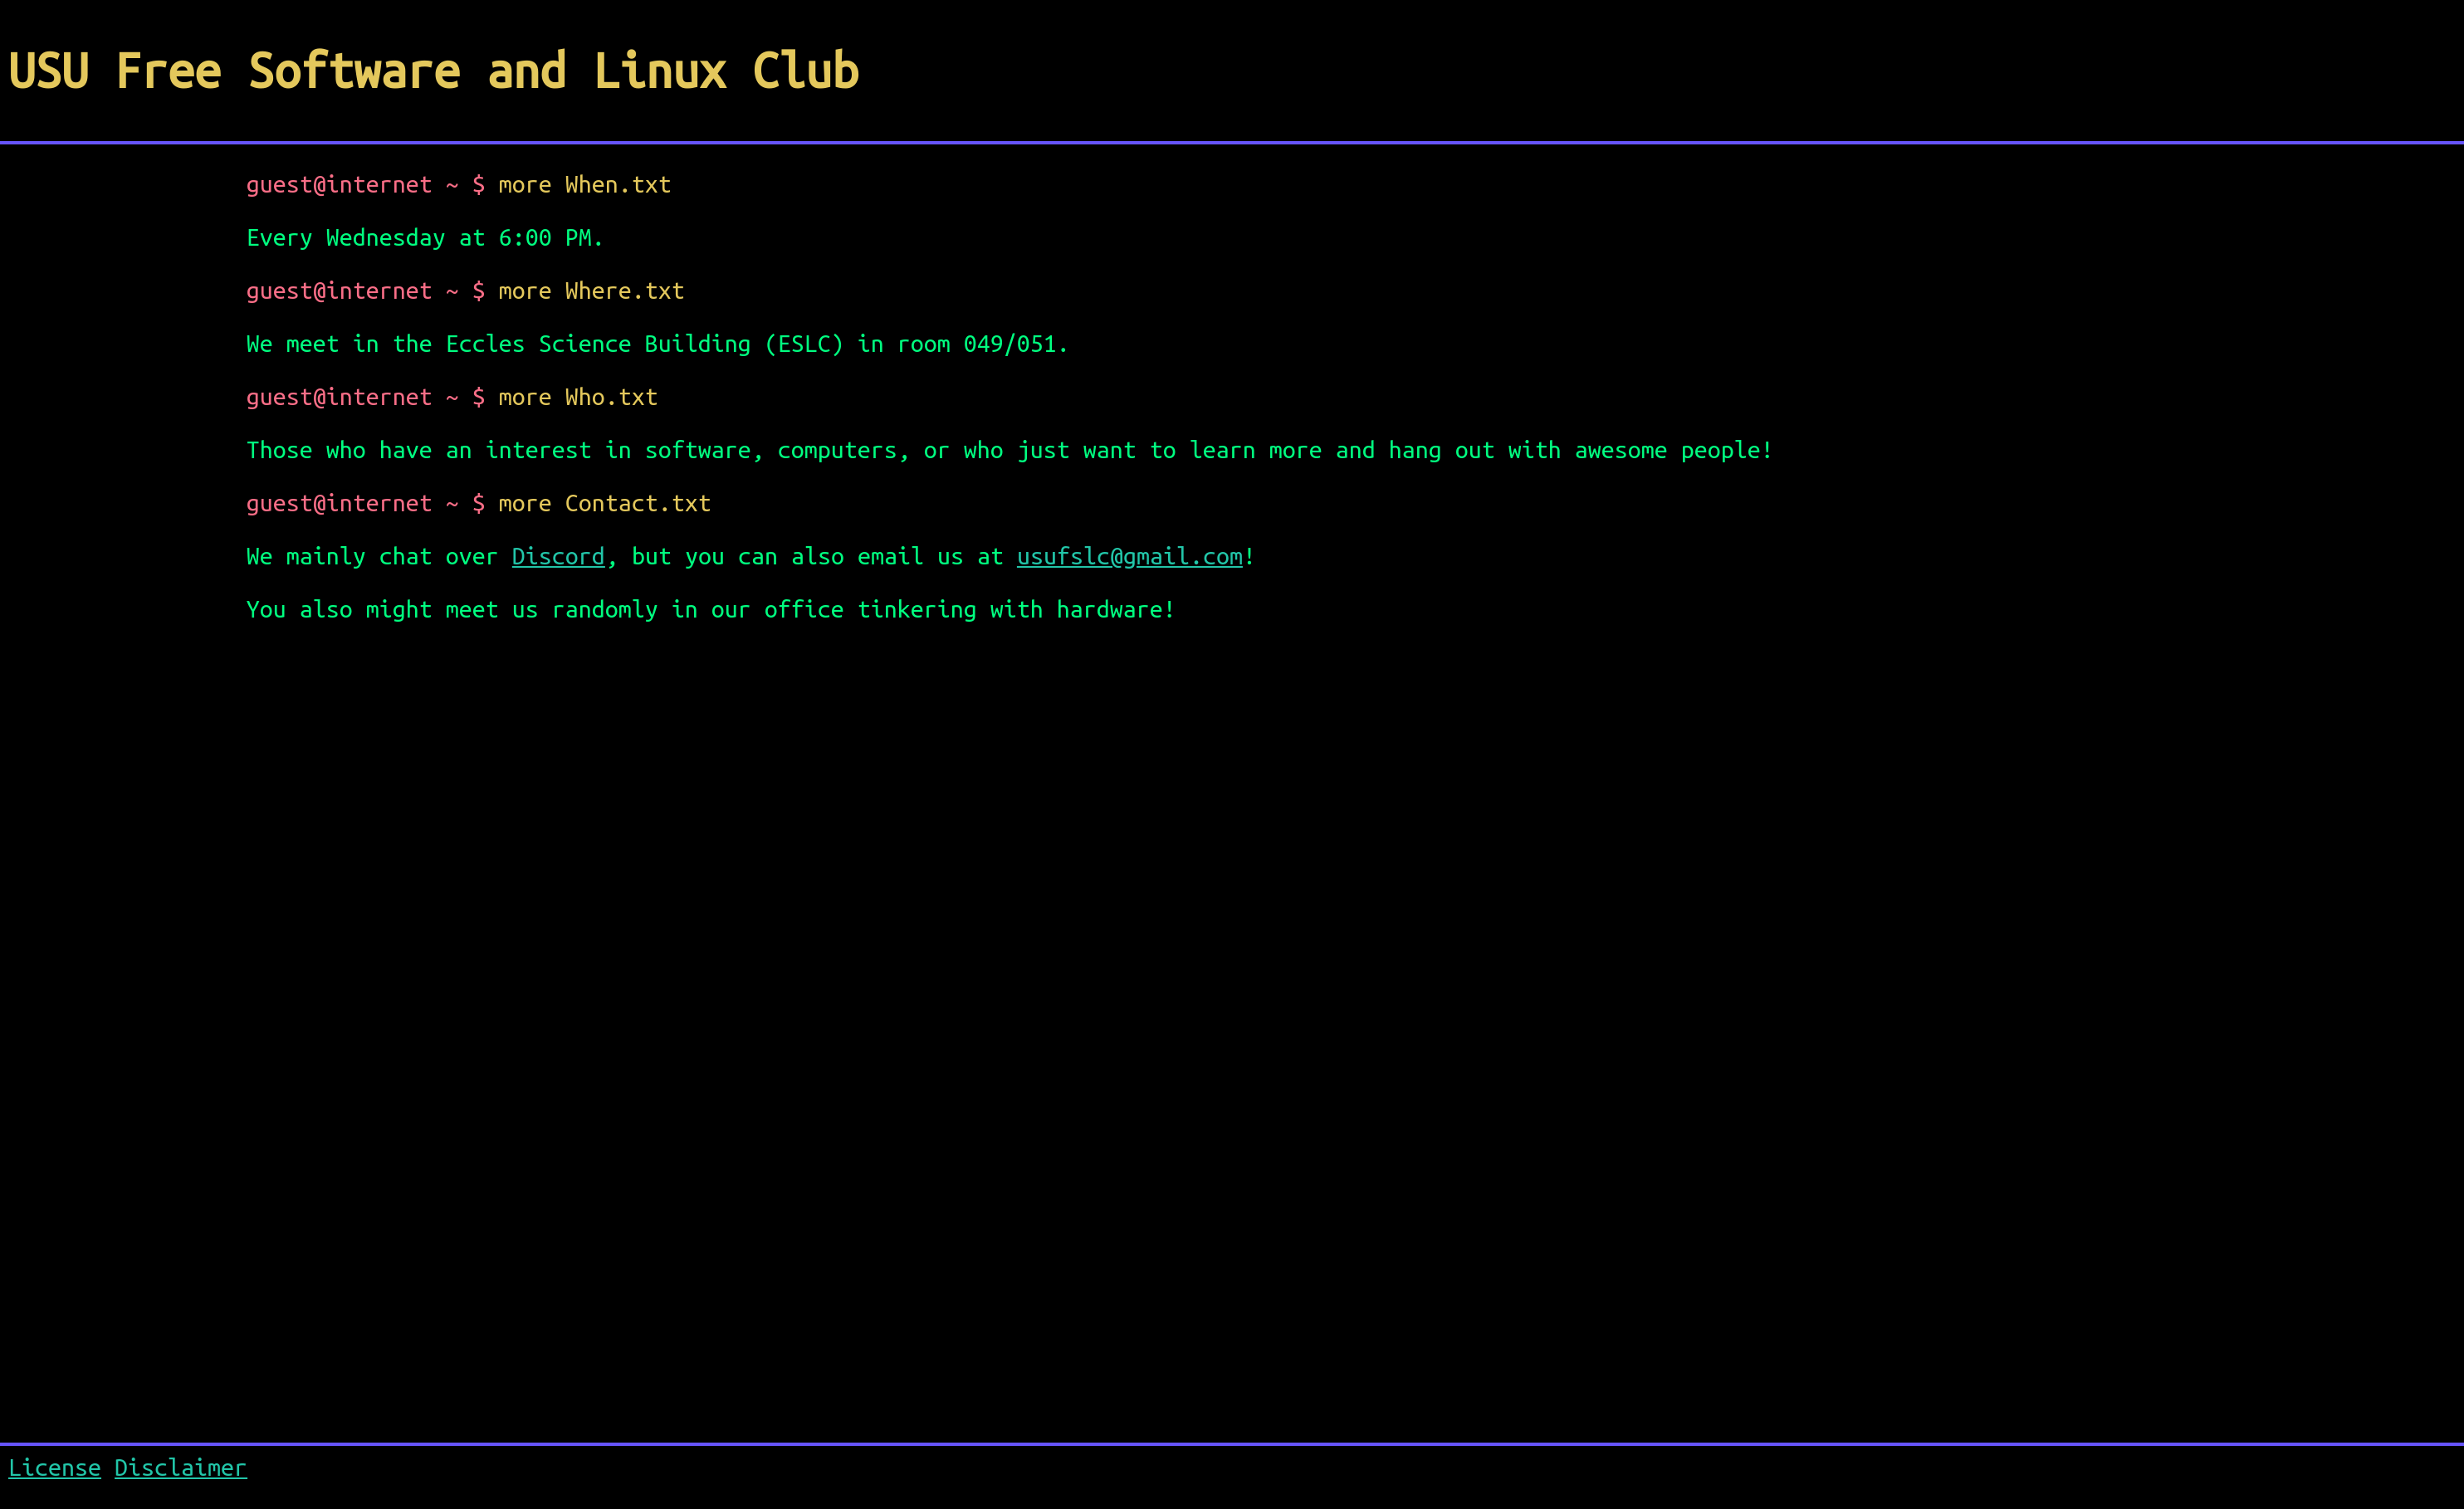 USU Free Software and Linux Club
guest@internet ~ $ more When.txt
Every Wednesday at 6:00 PM.
guest@internet ~ $ more Where.txt
We meet in the Eccles Science Building (ESLC) in room 049/051.
guest@internet ~ $ more Who.txt
Those who have an interest in software, computers, or who just want to learn more and hang out with awesome people!
guest@internet ~ $ more Contact.txt
We mainly chat over Discord, but you can also email us at usufslc@gmail.com!
You also might meet us randomly in our office tinkering with hardware!
License Disclaimer